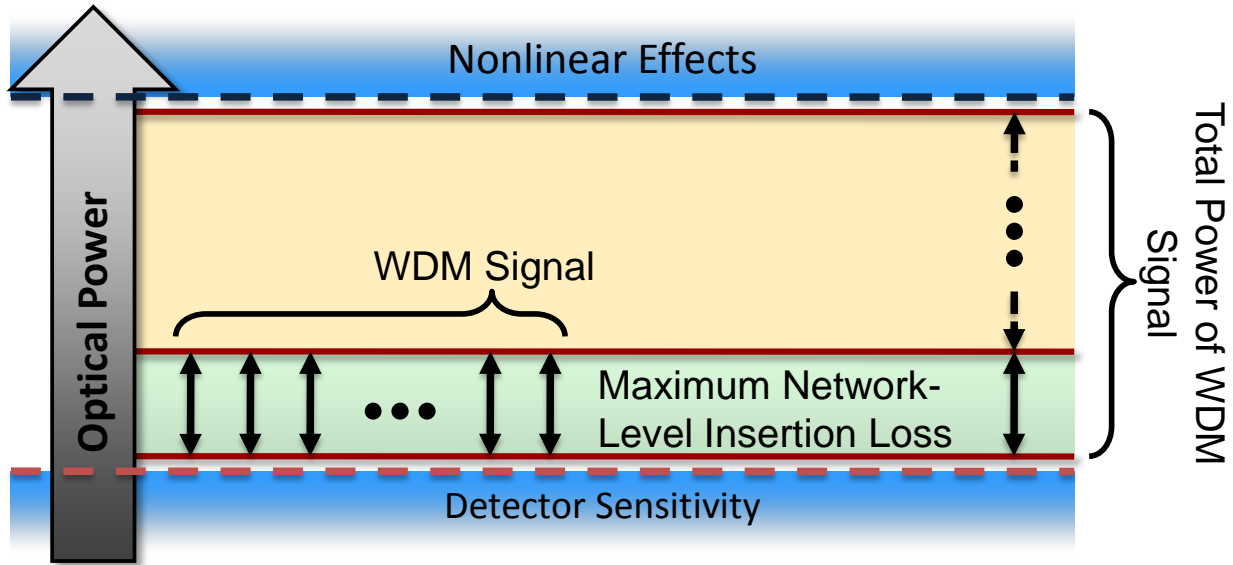 Nonlinear Effects
Optical Power
WDM Signal
Maximum Network-
Level Insertion Loss
Total Power of WDM
Signal
Detector Sensitivity